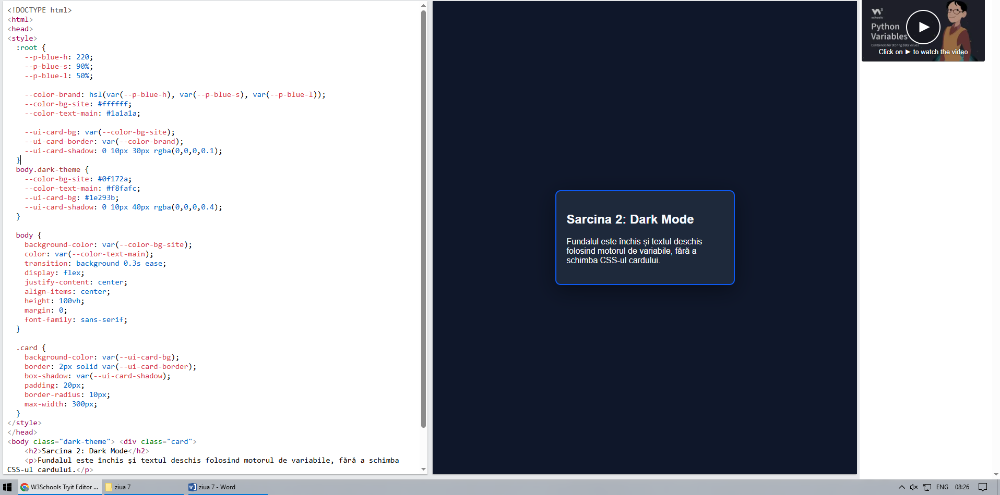 <!DOCTYPE html>
<html>
<head>
<style>
  :root {
    --p-blue-h: 220;
    --p-blue-s: 90%;
    --p-blue-l: 50%;

    --color-brand: hsl(var(--p-blue-h), var(--p-blue-s), var(--p-blue-l));
    --color-bg-site: #ffffff;
    --color-text-main: #1a1a1a;

    --ui-card-bg: var(--color-bg-site);
    --ui-card-border: var(--color-brand);
    --ui-card-shadow: 0 10px 30px rgba(0,0,0,0.1);
  }
  body.dark-theme {
    --color-bg-site: #0f172a;
    --color-text-main: #f8fafc;
    --ui-card-bg: #1e293b;
    --ui-card-shadow: 0 10px 40px rgba(0,0,0,0.4);
  }

  body {
    background-color: var(--color-bg-site);
    color: var(--color-text-main);
    transition: background 0.3s ease;
    display: flex;
    justify-content: center;
    align-items: center;
    height: 100vh;
    margin: 0;
    font-family: sans-serif;
  }

  .card {
    background-color: var(--ui-card-bg);
    border: 2px solid var(--ui-card-border);
    box-shadow: var(--ui-card-shadow);
    padding: 20px;
    border-radius: 10px;
    max-width: 300px;
  }
</style>
</head>
<body class="dark-theme"> <div class="card">
    <h2>Sarcina 2: Dark Mode</h2>
    <p>Fundalul este închis și textul deschis folosind motorul de variabile, fără a schimba
CSS-ul cardului.</p>
Sarcina 2: Dark Mode
Fundalul este închis și textul deschis
folosind motorul de variabile, fără a
schimba CSS-ul cardului.
w3
schools
Python
Variables
Containers for storing data values
Click on ► to watch the video
W3Schools Tryit Editor ...
ziua 7
ziua 7 - Word
ENG
08:26